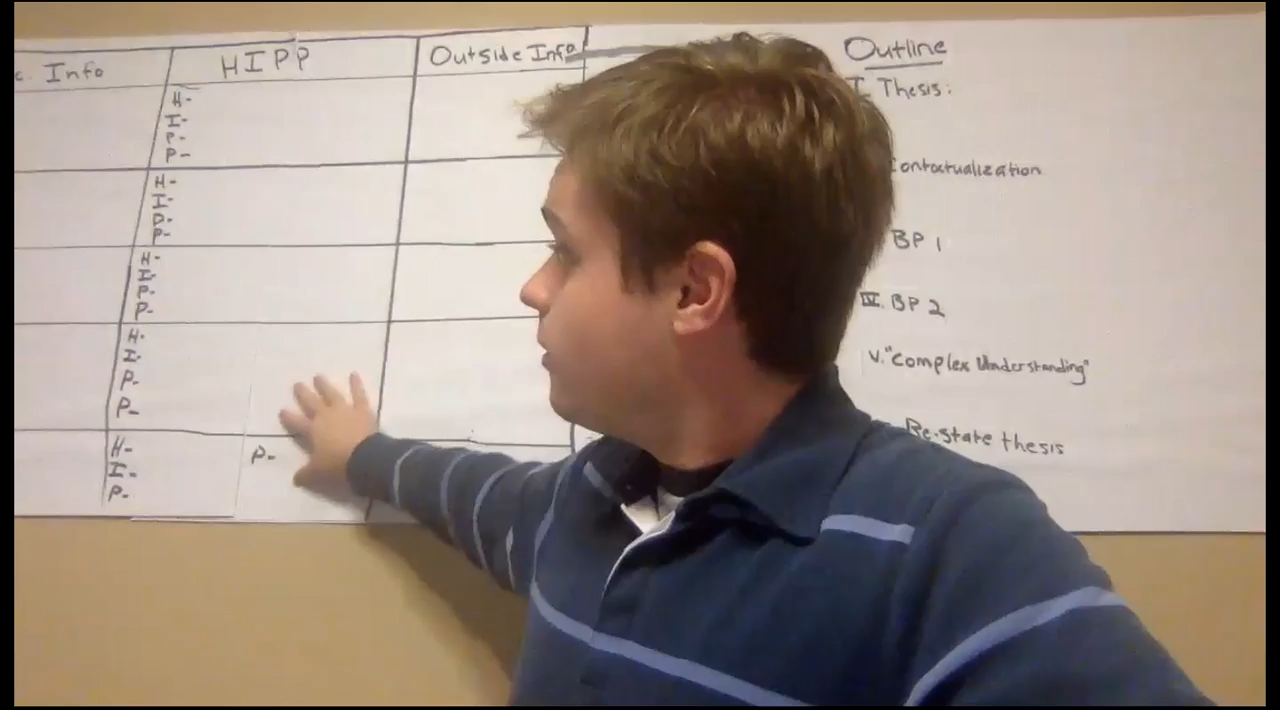 c. Info
HIPP
Outside Info
H-
I-
P-
P-
H-
I-
P-
P-
H-
I-
P-
P-
H-
I-
P-
P-
H-
I-
P-
P-
Outline
I. Thesis:
ontextualization
BP 1
IV. BP 2
V. "Complex Understanding"
Re-state thesis